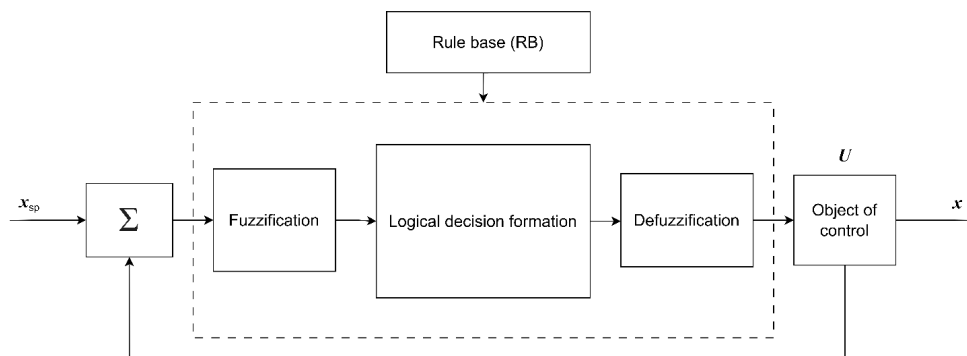 Rule base (RB)
U
x_sp
x
Σ
Fuzzification
Logical decision formation
Defuzzification
Object of
control